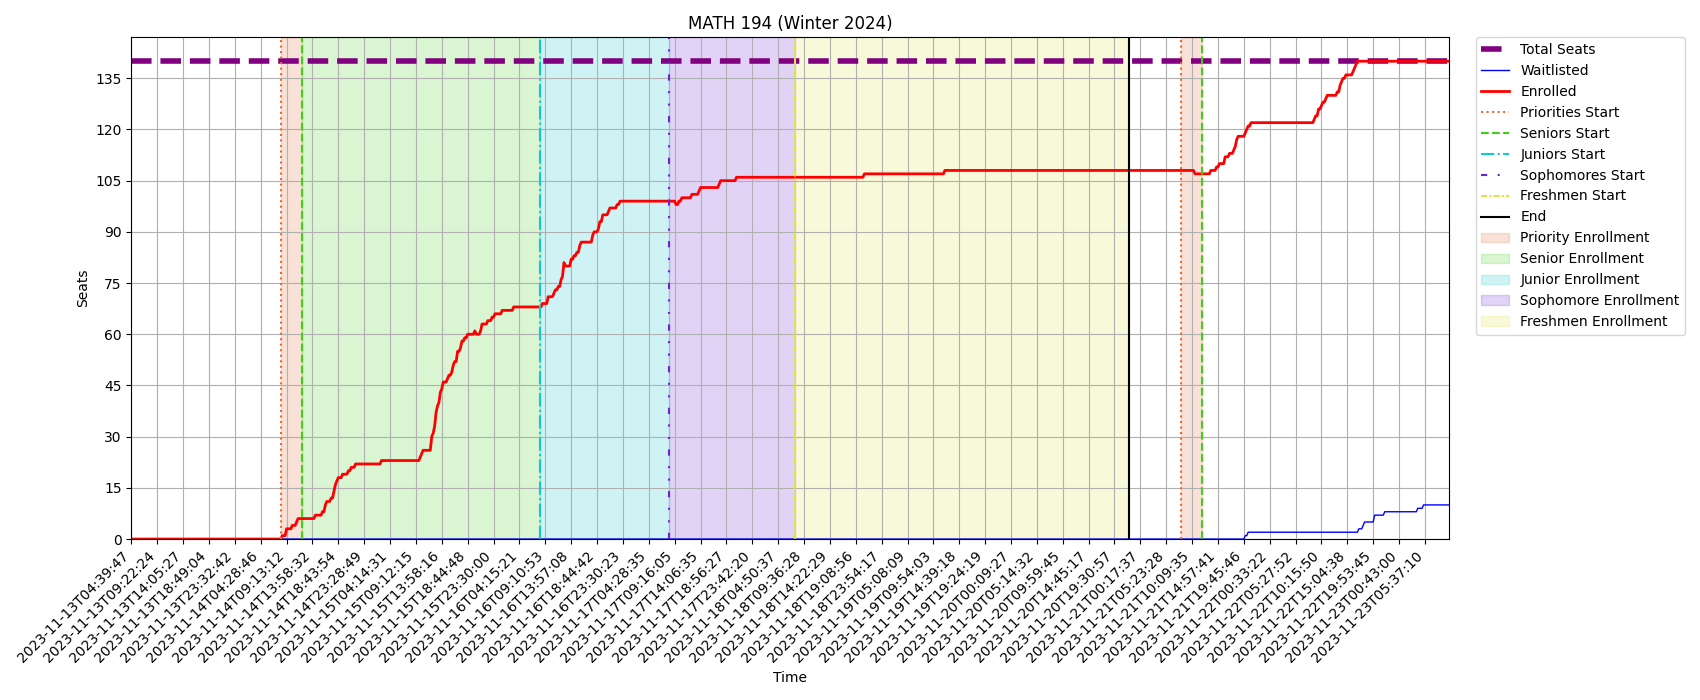 MATH 194 (Winter 2024)
Seats
135
120
105
90
75
60
45
30
15
0
2023-11-13T04:39:47
2023-11-13T09:22:24
2023-11-13T14:05:27
2023-11-13T18:49:04
2023-11-13T23:32:42
2023-11-14T04:28:46
2023-11-14T09:13:12
2023-11-14T13:58:32
2023-11-14T18:43:54
2023-11-14T23:28:49
2023-11-15T04:14:31
2023-11-15T09:12:15
2023-11-15T13:58:16
2023-11-15T18:44:48
2023-11-15T23:30:00
2023-11-16T04:15:21
2023-11-16T09:10:53
2023-11-16T13:57:08
2023-11-16T18:44:42
2023-11-16T23:30:23
2023-11-17T04:28:35
2023-11-17T09:16:05
2023-11-17T14:06:35
2023-11-17T18:56:27
2023-11-17T23:42:20
2023-11-18T04:50:37
2023-11-18T09:36:28
2023-11-18T14:22:29
2023-11-18T19:08:56
2023-11-18T23:54:17
2023-11-19T05:08:09
2023-11-19T09:54:03
2023-11-19T14:39:18
2023-11-19T19:24:19
2023-11-20T00:09:27
2023-11-20T05:14:32
2023-11-20T09:59:45
2023-11-20T14:45:17
2023-11-20T19:30:57
2023-11-21T00:17:37
2023-11-21T05:23:28
2023-11-21T10:09:35
2023-11-21T14:57:41
2023-11-21T19:45:46
2023-11-22T00:33:22
2023-11-22T05:27:52
2023-11-22T10:15:50
2023-11-22T15:04:38
2023-11-22T19:53:45
2023-11-23T00:43:00
2023-11-23T05:37:10
Time
Total Seats
Waitlisted
Enrolled
Priorities Start
Seniors Start
Juniors Start
Sophomores Start
Freshmen Start
End
Priority Enrollment
Senior Enrollment
Junior Enrollment
Sophomore Enrollment
Freshmen Enrollment